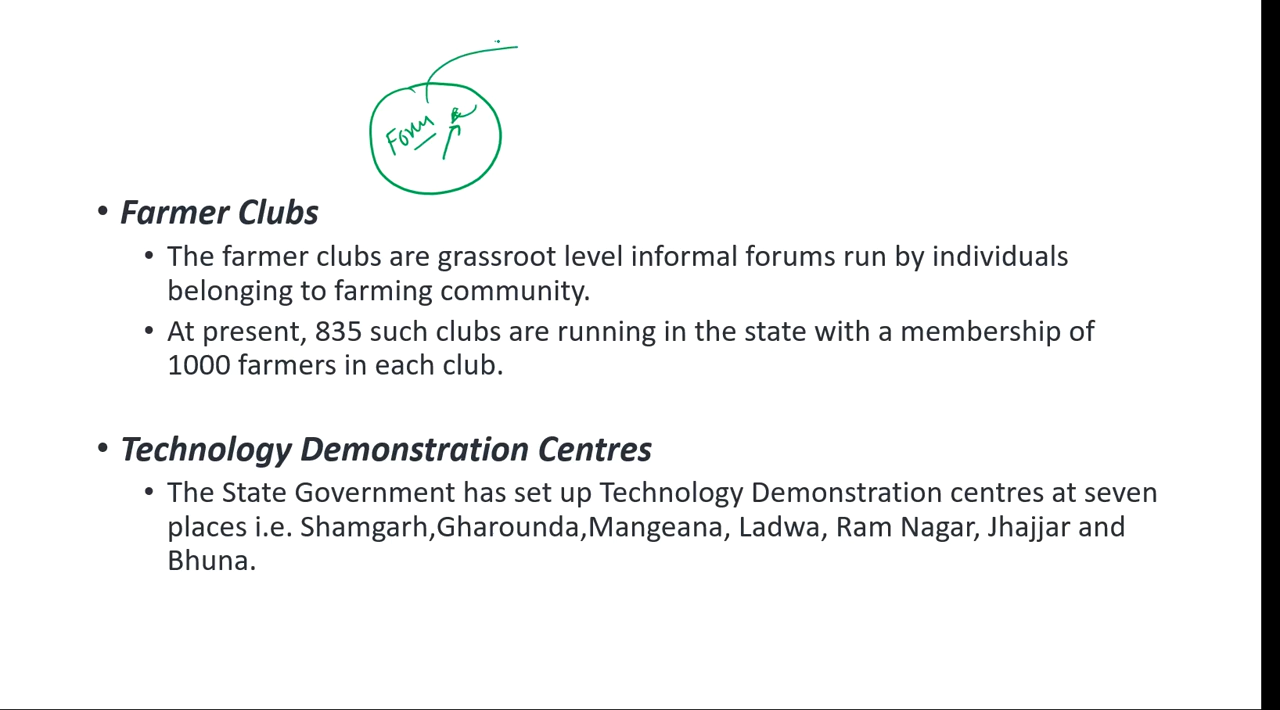 • Farmer Clubs
• The farmer clubs are grassroot level informal forums run by individuals
belonging to farming community.
• At present, 835 such clubs are running in the state with a membership of
1000 farmers in each club.
• Technology Demonstration Centres
• The State Government has set up Technology Demonstration centres at seven
places i.e. Shamgarh,Gharounda,Mangeana, Ladwa, Ram Nagar, Jhajjar and
Bhuna.